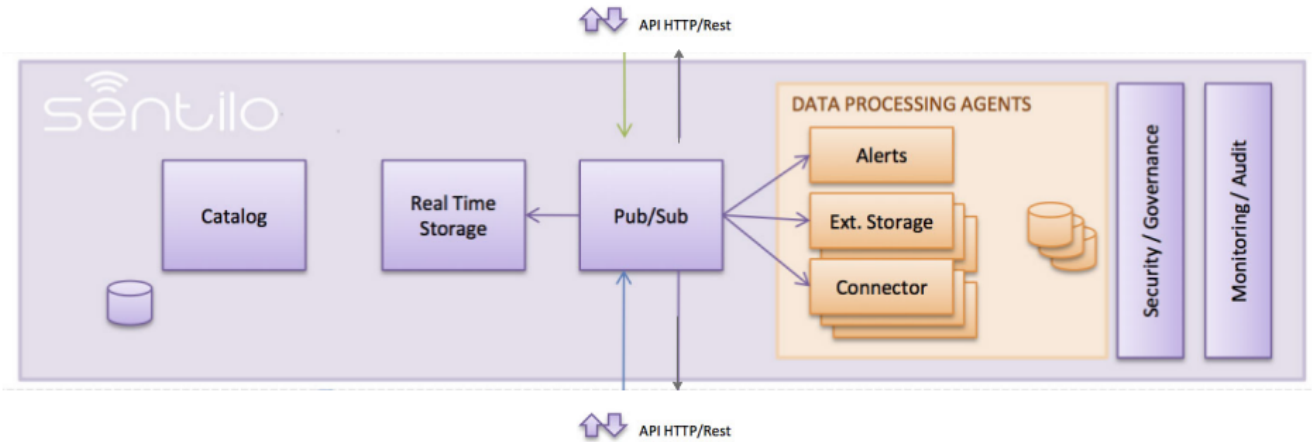 API HTTP/Rest
sentilo
DATA PROCESSING AGENTS
Alerts
Catalog
Real Time
Storage
Pub/Sub
Ext. Storage
Connector
Security / Governance
Monitoring / Audit
API HTTP/Rest